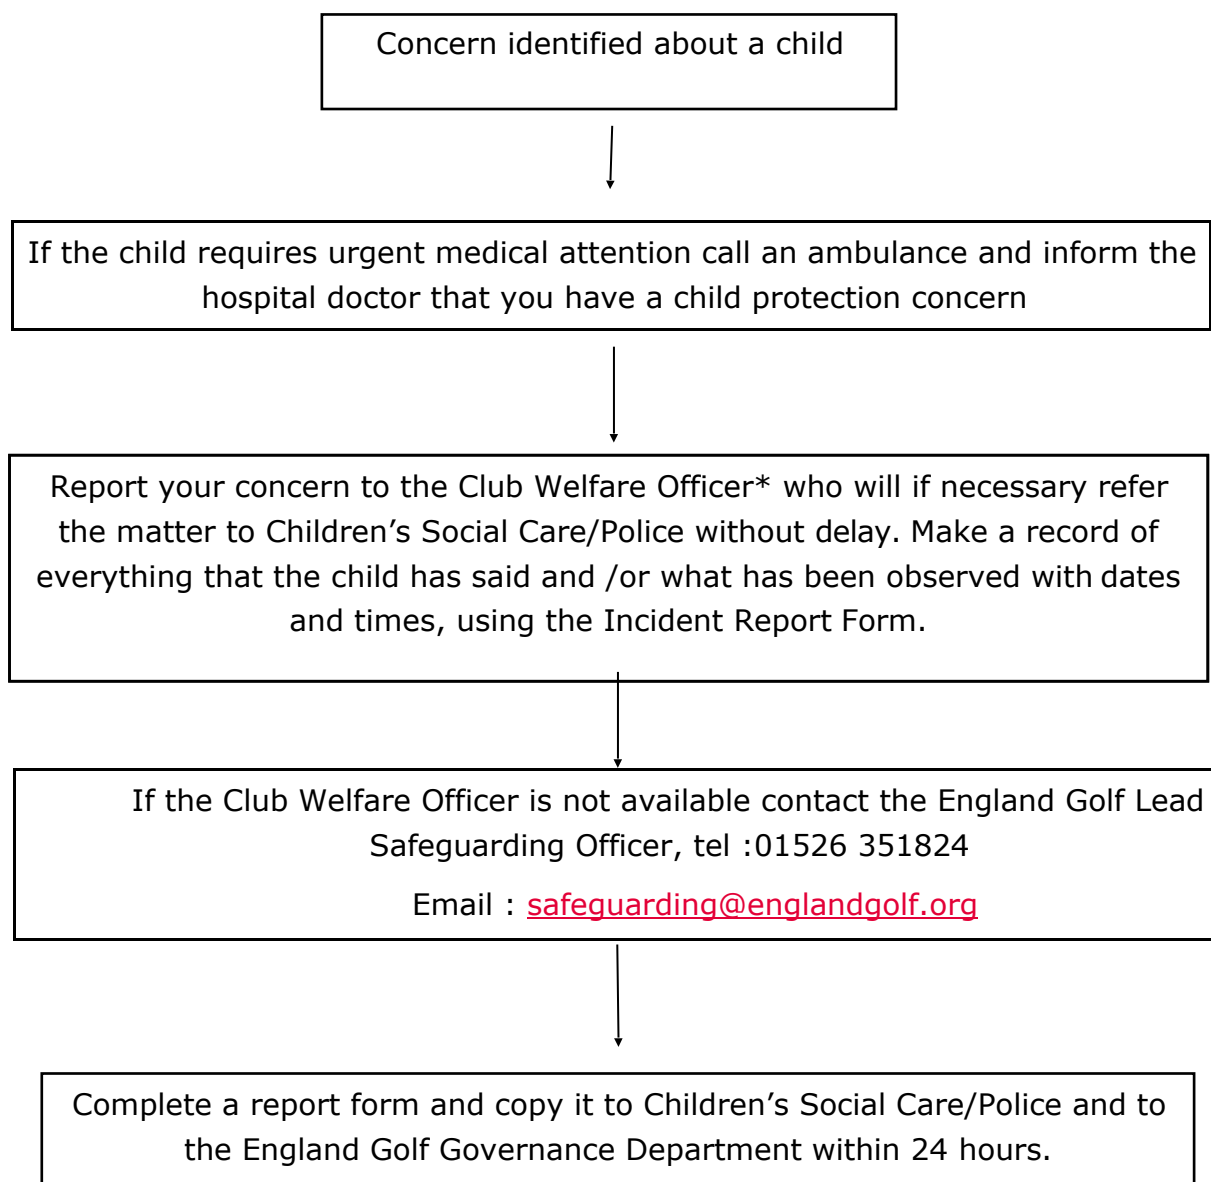 Concern identified about a child
If the child requires urgent medical attention call an ambulance and inform the
hospital doctor that you have a child protection concern
Report your concern to the Club Welfare Officer* who will if necessary refer
the matter to Children’s Social Care/Police without delay. Make a record of
everything that the child has said and /or what has been observed with dates
and times, using the Incident Report Form.
If the Club Welfare Officer is not available contact the England Golf Lead
Safeguarding Officer, tel :01526 351824
Email : safeguarding@englandgolf.org
Complete a report form and copy it to Children’s Social Care/Police and to
the England Golf Governance Department within 24 hours.